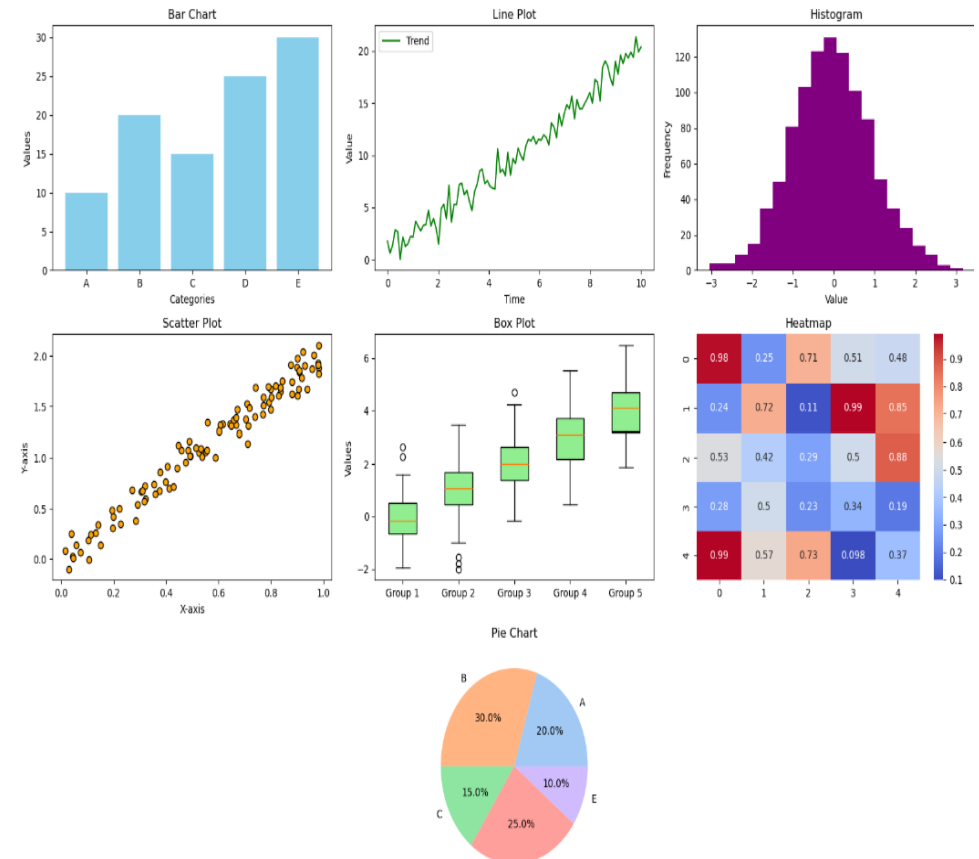 Bar Chart
Values
30
25
20
15
10
5
0
A B C D E
Categories
Line Plot
Trend
Value
20
15
10
5
0
0 2 4 6 8 10
Time
Histogram
Frequency
120
100
80
60
40
20
0
−3 −2 −1 0 1 2 3
Value
Scatter Plot
Y-axis
2.0
1.5
1.0
0.5
0.0
0.0 0.2 0.4 0.6 0.8 1.0
X-axis
Box Plot
Values
6
4
2
0
−2
Group 1 Group 2 Group 3 Group 4 Group 5
Heatmap
0 0.98 0.25 0.71 0.51 0.48
1 0.24 0.72 0.11 0.99 0.85
2 0.53 0.42 0.29 0.5 0.88
3 0.28 0.5 0.23 0.34 0.19
4 0.99 0.57 0.73 0.098 0.37
0 1 2 3 4
0.9
0.8
0.7
0.6
0.5
0.4
0.3
0.2
0.1
Pie Chart
B
A
30.0%
20.0%
15.0%
10.0%
C
E
25.0%